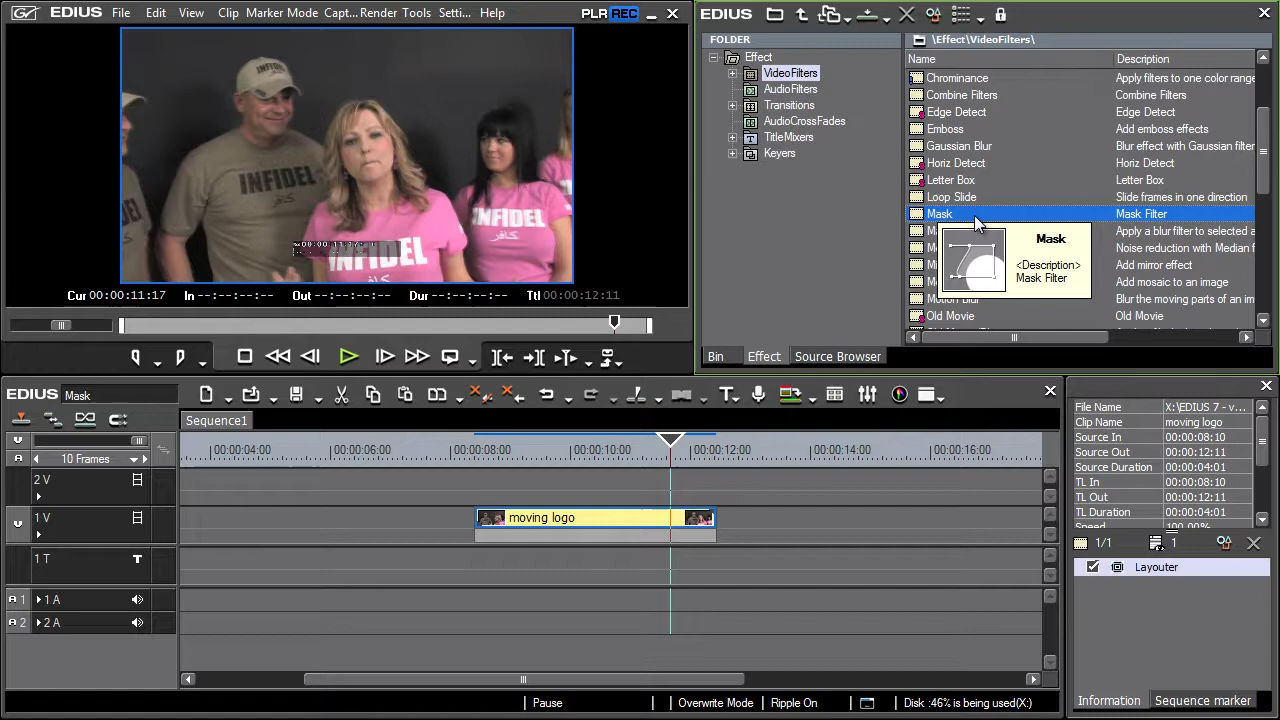 EDIUS File Edit View Clip Marker Mode Capt... Render Tools Setti... Help PLR REC
INFIDEL
INFIDEL
INFIDEL
كافر
INFIDEL
كافر
Cur 00:00:11:17 In --:--:--:-- Out --:--:--:-- Dur --:--:--:-- Ttl 00:00:12:11
EDIUS
FOLDER
Effect
VideoFilters
AudioFilters
Transitions
AudioCrossFades
TitleMixers
Keyers
\Effect\VideoFilters\
Name Description
Chrominance Apply filters to one color range
Combine Filters Combine Filters
Edge Detect Edge Detect
Emboss Add emboss effects
Gaussian Blur Blur effect with Gaussian filter
Horiz Detect Horiz Detect
Letter Box Letter Box
Loop Slide Slide frames in one direction
Mask Mask Filter
Apply a blur filter to selected a
Noise reduction with Median f
Add mirror effect
Add mosaic to an image
Motion Blur Blur the moving parts of an im
Old Movie Old Movie
Mask
<Description>
Mask Filter
Bin Effect Source Browser
EDIUS Mask
Sequence1
10 Frames
00:00:04:00 00:00:06:00 00:00:08:00 00:00:10:00 00:00:12:00 00:00:14:00 00:00:16:00
2 V
1 V
moving logo
1 T T
1 1 A
2 2 A
Pause Overwrite Mode Ripple On Disk :46% is being used(X:)
File Name X:\EDIUS 7 - v...
Clip Name moving logo
Source In 00:00:08:10
Source Out 00:00:12:11
Source Duration 00:00:04:01
TL In 00:00:08:10
TL Out 00:00:12:11
TL Duration 00:00:04:01
Speed 100.00%
1/1 1
Layouter
Information Sequence marker